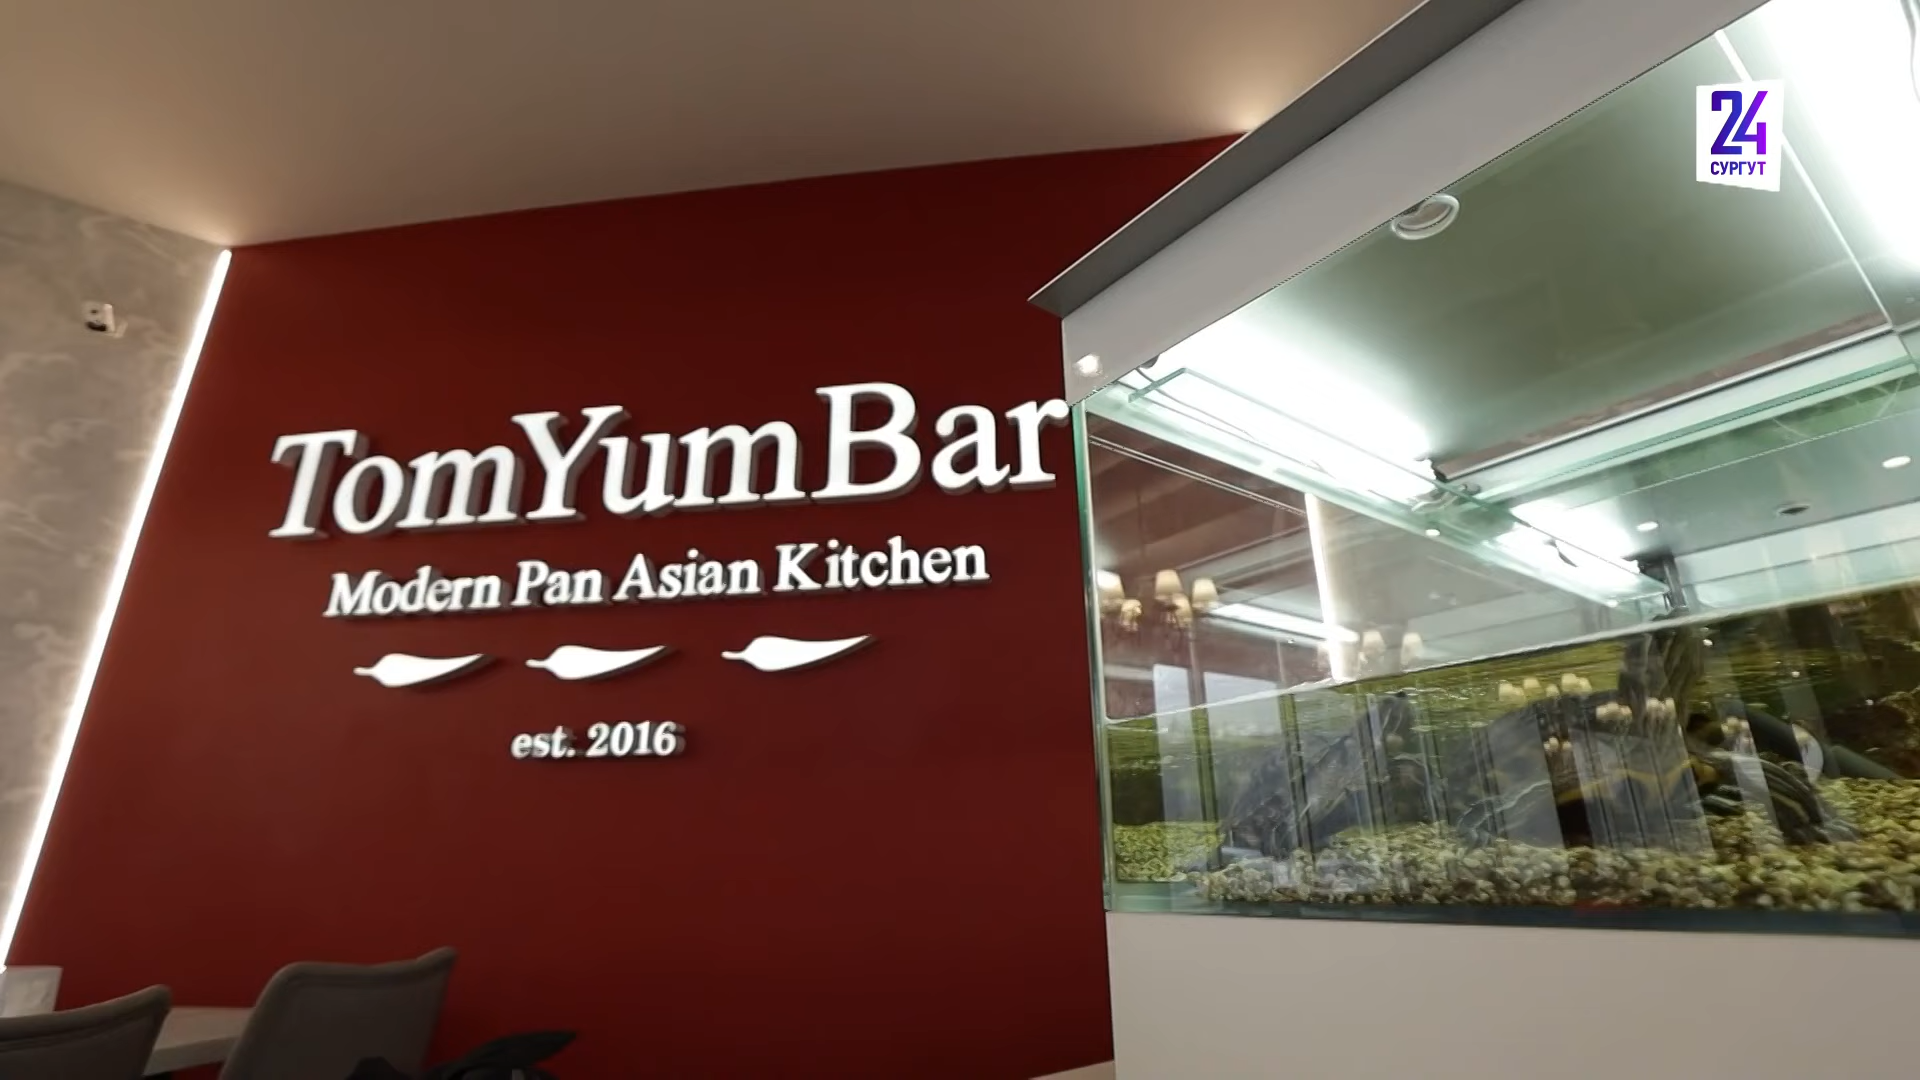 TomYumBar
Modern Pan Asian Kitchen
est. 2016
24
СУРГУТ